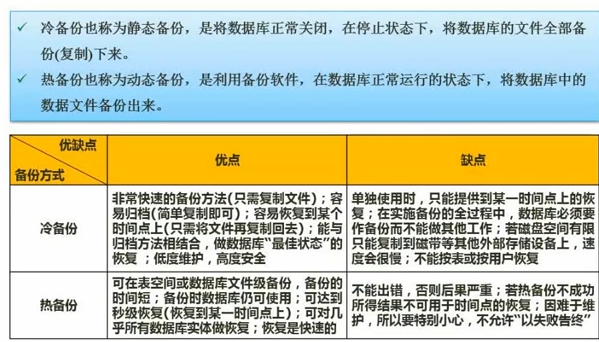 ✓ 冷备份也称为静态备份，是将数据库正常关闭，在停止状态下，将数据库的文件全部备
份(复制)下来。
✓ 热备份也称为动态备份，是利用备份软件，在数据库正常运行的状态下，将数据库中的
数据文件备份出来。
优缺点
备份方式
优点
缺点
冷备份
非常快速的备份方法(只需复制文件)；容
易归档(简单复制即可)；容易恢复到某个
时间点上(只需将文件再复制回去)；能与
归档方法相结合，做数据库“最佳状态”的
恢复；低度维护，高度安全
单独使用时，只能提供到某一时间点上的恢
复；在实施备份的全过程中，数据库必须要
作备份而不能做其他工作；若磁盘空间有限
只能复制到磁带等其他外部存储设备上，速
度会很慢；不能按表或按用户恢复
热备份
可在表空间或数据库文件级备份，备份的
时间短；备份时数据库仍可使用；可达到
秒级恢复(恢复到某一时间点上)；可对几
乎所有数据库实体做恢复；恢复是快速的
不能出错，否则后果严重；若热备份不成功
所得结果不可用于时间点的恢复；困难于维
护，所以要特别小心，不允许“以失败告终”